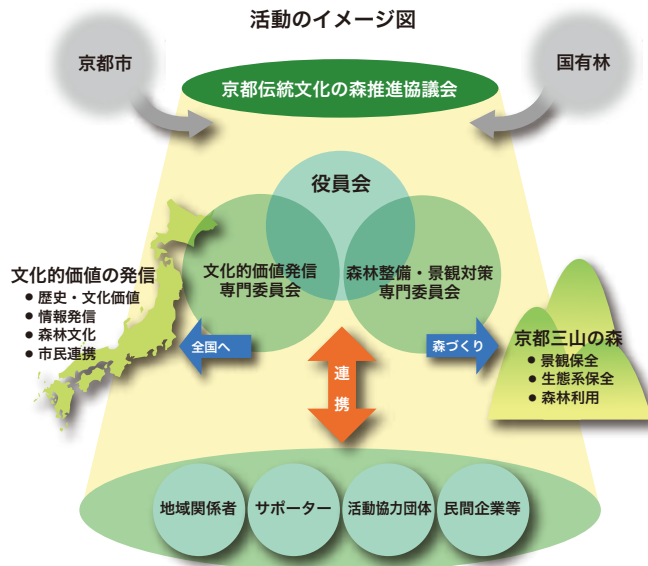 活動のイメージ図
京都市
国有林
京都伝統文化の森推進協議会
役員会
文化的価値発信
専門委員会
森林整備・景観対策
専門委員会
文化的価値の発信
● 歴史・文化価値
● 情報発信
● 森林文化
● 市民連携
全国へ
森づくり
京都三山の森
● 景観保全
● 生態系保全
● 森林利用
連
携
地域関係者
サポーター
活動協力団体
民間企業等